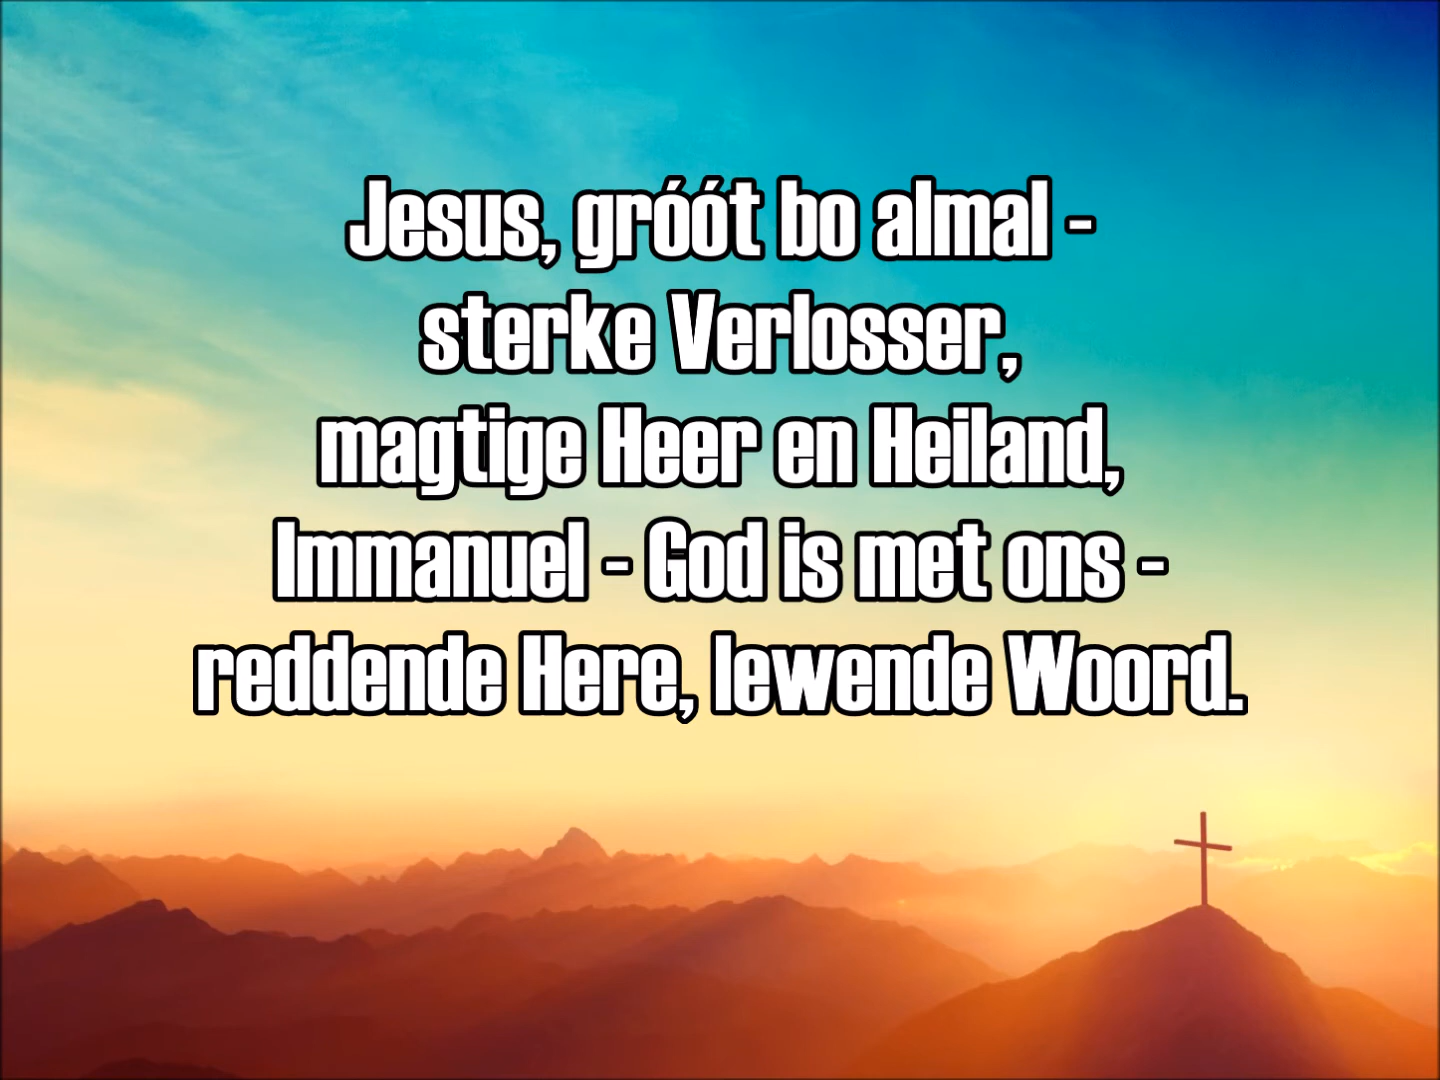 Jesus, gróót bo almal -
sterke Verlosser,
magtige Heer en Heiland,
Immanuel - God is met ons -
reddende Here, lewende Woord.